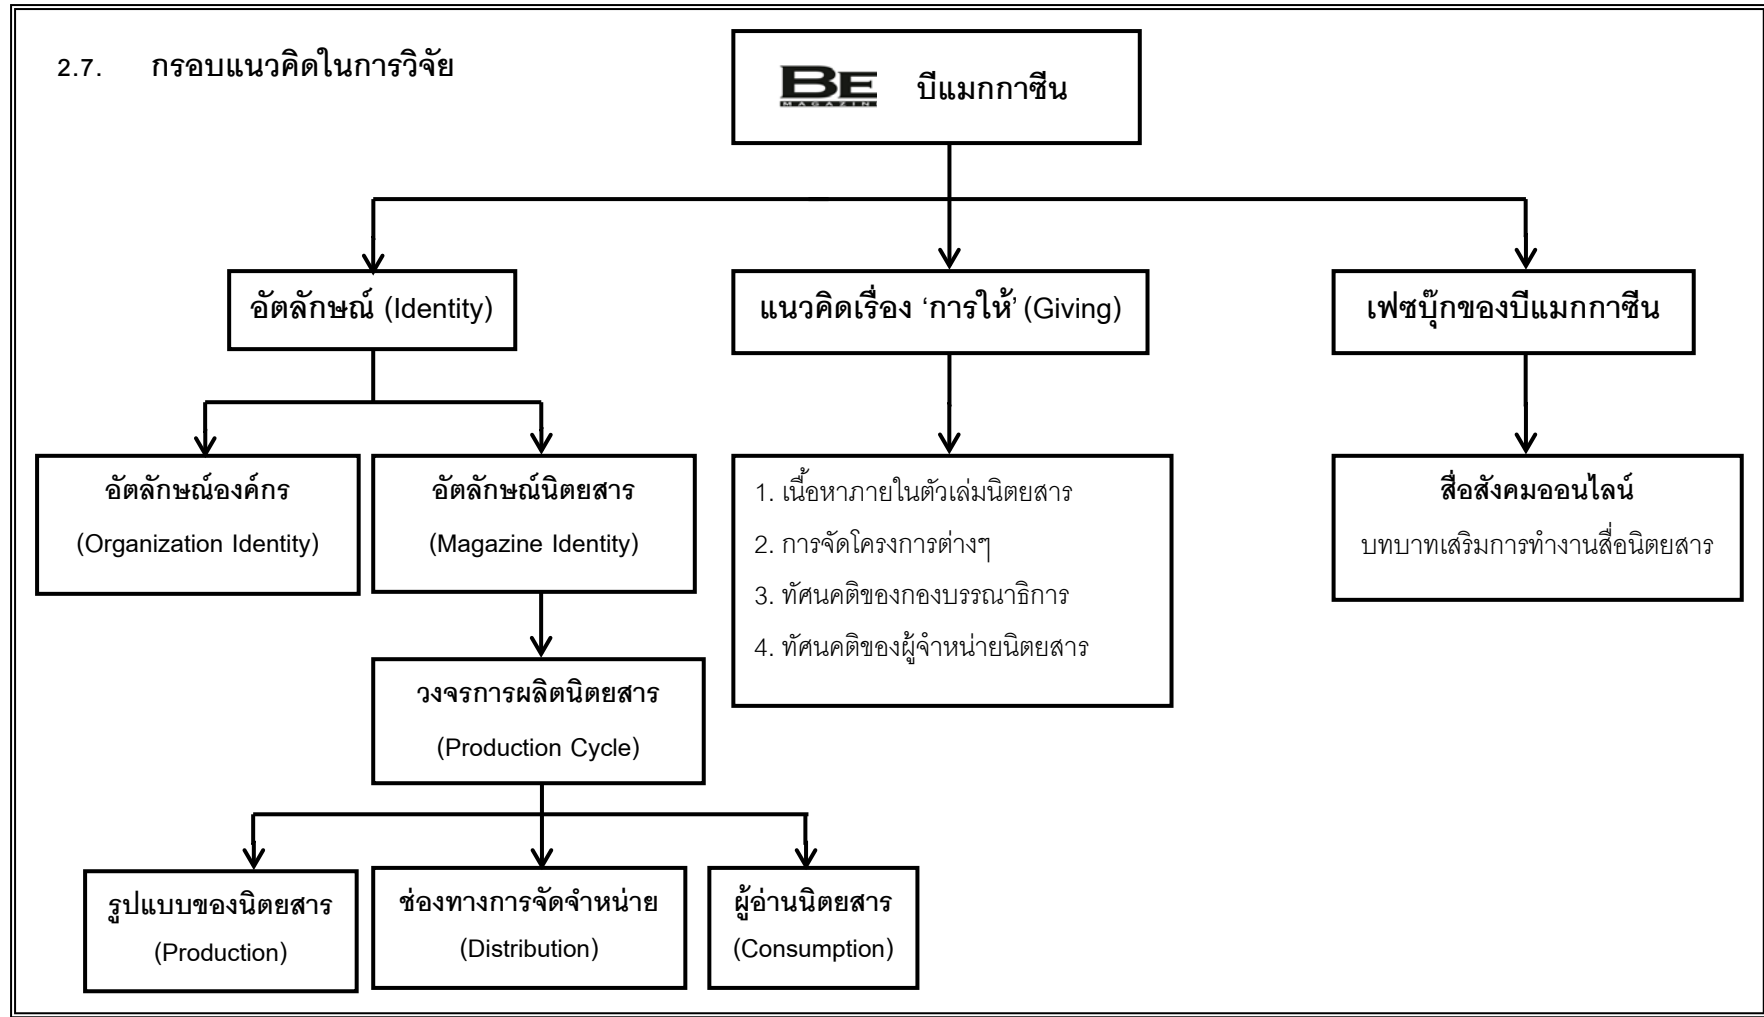 2.7. กรอบแนวคิดในการวิจัย
BE
MAGAZINE
บีแมกกาซีน
อัตลักษณ์ (Identity)
แนวคิดเรื่อง ‘การให้’ (Giving)
เฟซบุ๊กของบีแมกกาซีน
อัตลักษณ์องค์กร
(Organization Identity)
อัตลักษณ์นิตยสาร
(Magazine Identity)
1. เนื้อหาภายในตัวเล่มนิตยสาร
2. การจัดโครงการต่างๆ
3. ทัศนคติของกองบรรณาธิการ
4. ทัศนคติของผู้จำหน่ายนิตยสาร
สื่อสังคมออนไลน์
บทบาทเสริมการทำงานสื่อนิตยสาร
วงจรการผลิตนิตยสาร
(Production Cycle)
รูปแบบของนิตยสาร
(Production)
ช่องทางการจัดจำหน่าย
(Distribution)
ผู้อ่านนิตยสาร
(Consumption)